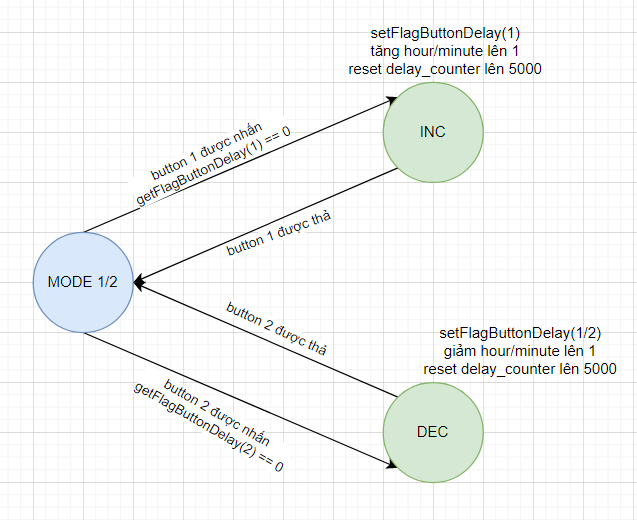 setFlagButtonDelay(1)
tăng hour/minute lên 1
reset delay_counter lên 5000
INC
button 1 được nhấn
getFlagButtonDelay(1) == 0
button 1 được thả
MODE 1/2
button 2 được thả
setFlagButtonDelay(1/2)
giảm hour/minute lên 1
reset delay_counter lên 5000
button 2 được nhấn
getFlagButtonDelay(2) == 0
DEC